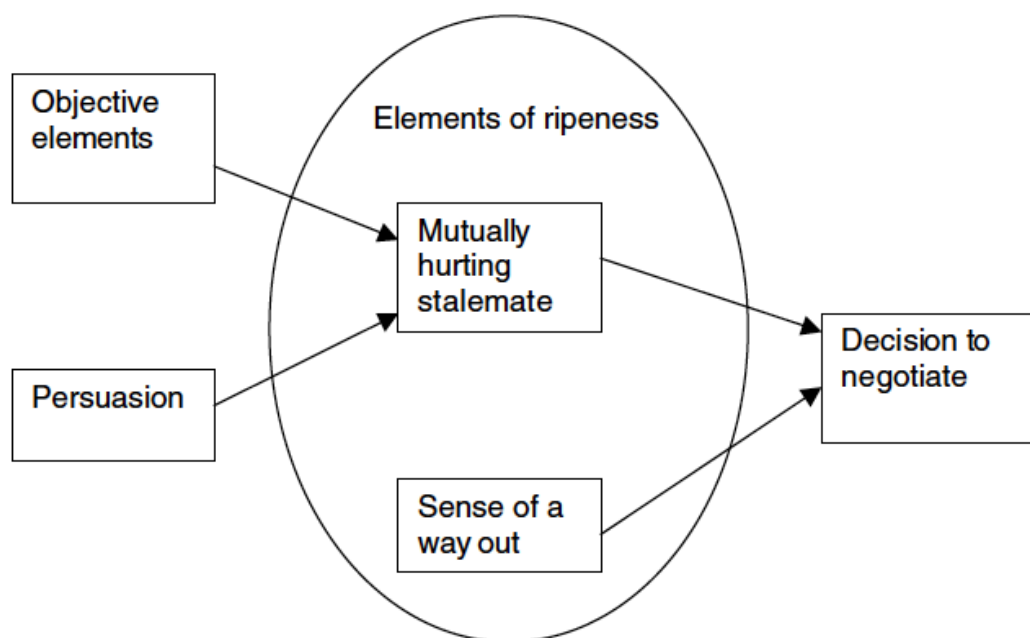 Objective
elements
Elements of ripeness
Mutually
hurting
stalemate
Persuasion
Decision to
negotiate
Sense of a
way out